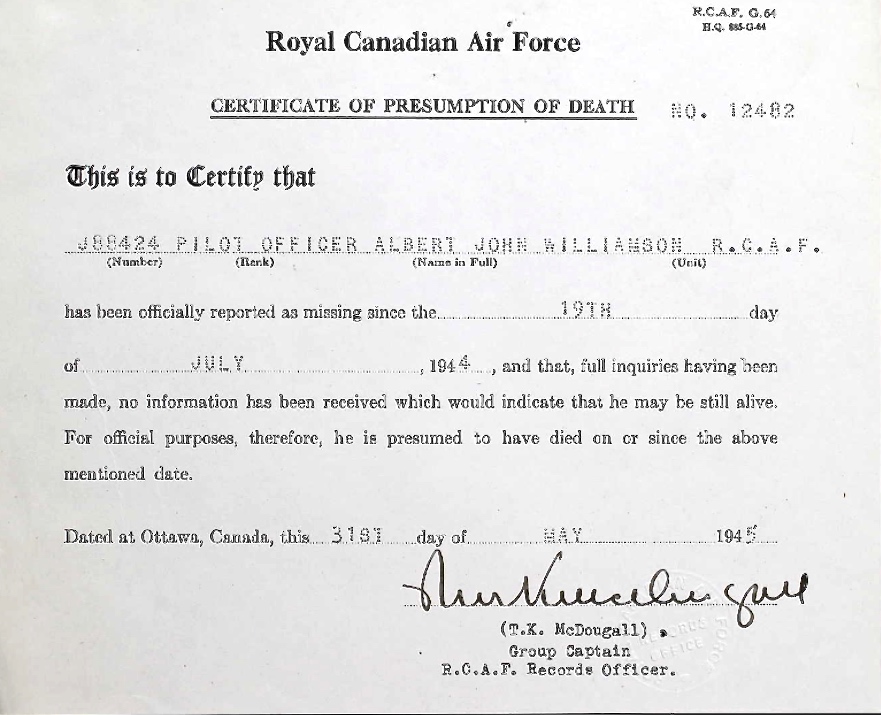 R.C.A.F. G.64
H.Q. 885-G-64
Royal Canadian Air Force
CERTIFICATE OF PRESUMPTION OF DEATH NO. 12482
This is to Certify that
J88424 PILOT OFFICER ALBERT JOHN WILLIAMSON R.C.A.F.
(Number) (Rank) (Name in Full) (Unit)
has been officially reported as missing since the 19TH day
of JULY, 1944, and that, full inquiries having been
made, no information has been received which would indicate that he may be still alive.
For official purposes, therefore, he is presumed to have died on or since the above
mentioned date.
Dated at Ottawa, Canada, this 31ST day of MAY 1945
(T.K. McDougall)
Group Captain
R.C.A.F. Records Officer.